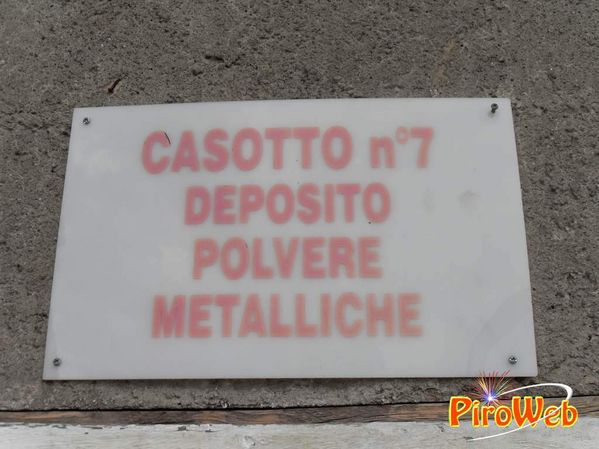 CASOTTO n°7
DEPOSITO
POLVERE
METALLICHE
PiroWeb